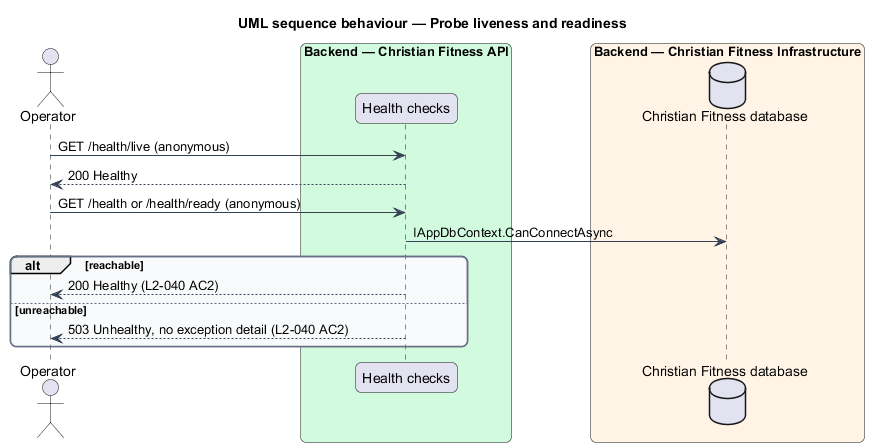 UML sequence behaviour — Probe liveness and readiness
Backend — Christian Fitness API
Backend — Christian Fitness Infrastructure
Operator
Health checks
Christian Fitness database
GET /health/live (anonymous)
200 Healthy
GET /health or /health/ready (anonymous)
IAppDbContext.CanConnectAsync
alt [reachable]
200 Healthy (L2-040 AC2)
[unreachable]
503 Unhealthy, no exception detail (L2-040 AC2)
Operator
Health checks
Christian Fitness database